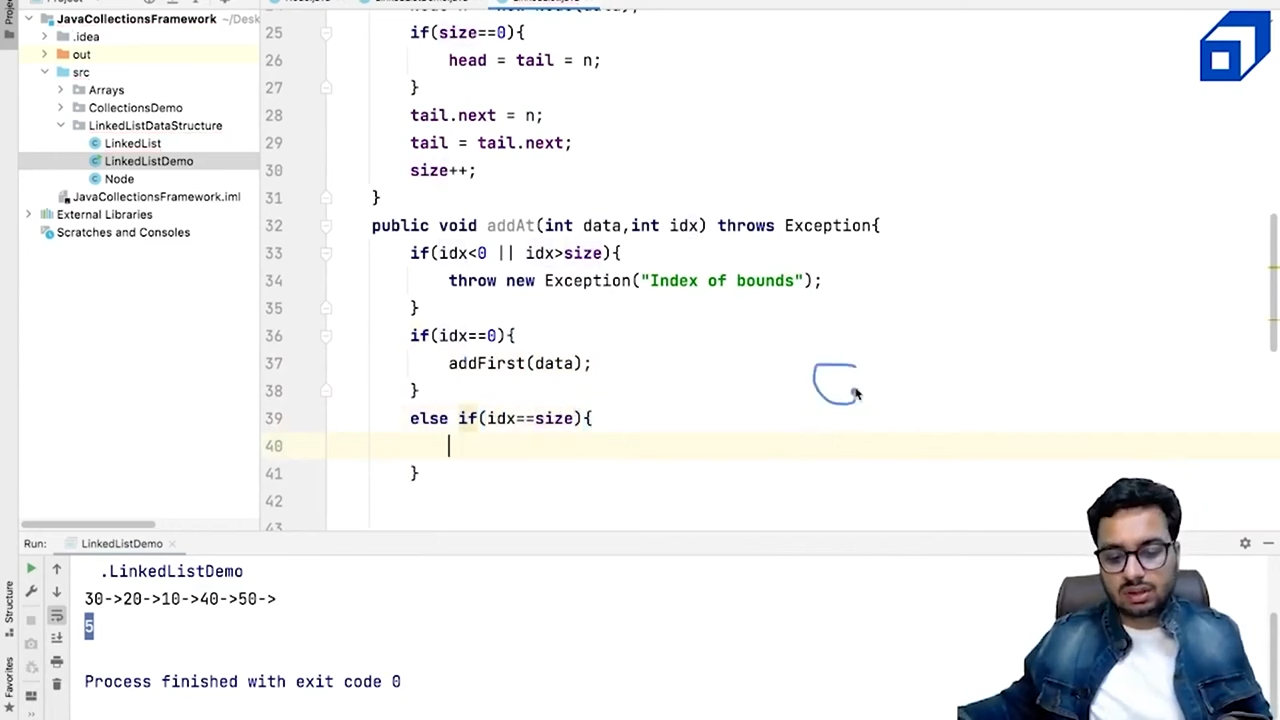 JavaCollectionsFramework ~/Desk
.idea
out
src
Arrays
CollectionsDemo
LinkedListDataStructure
LinkedList
LinkedListDemo
Node
JavaCollectionsFramework.iml
External Libraries
Scratches and Consoles
25 if(size==0){
26 head = tail = n;
27 }
28 tail.next = n;
29 tail = tail.next;
30 size++;
31 }
32 public void addAt(int data,int idx) throws Exception{
33 if(idx<0 || idx>size){
34 throw new Exception("Index of bounds");
35 }
36 if(idx==0){
37 addFirst(data);
38 }
39 else if(idx==size){
40
41 }
42
43
Run: LinkedListDemo
.LinkedListDemo
30->20->10->40->50->
5
Process finished with exit code 0
Structure
Favorites